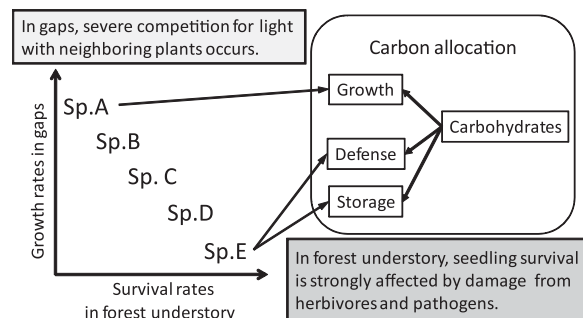 In gaps, severe competition for light
with neighboring plants occurs.
Carbon allocation
Growth
Carbohydrates
Defense
Storage
Growth rates in gaps
Sp.A
Sp.B
Sp. C
Sp.D
Sp.E
Survival rates
in forest understory
In forest understory, seedling survival
is strongly affected by damage from
herbivores and pathogens.